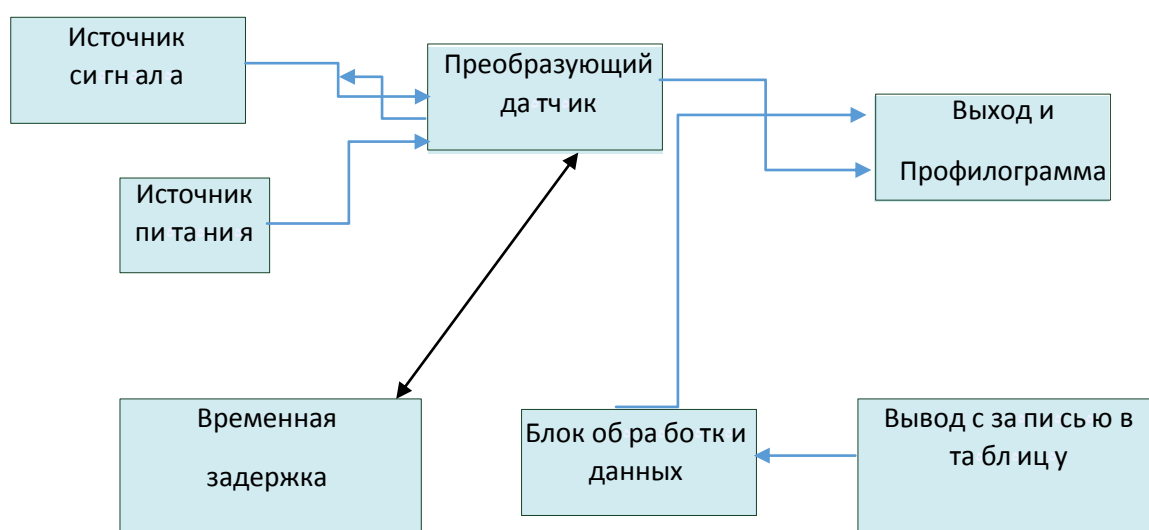 Источник
си гн ал а
Преобразующий
да тч ик
Выход и
Профилограмма
Источник
пи та ни я
Временная
задержка
Блок об ра бо тк и
данных
Вывод с за пи сь ю в
та бл иц у